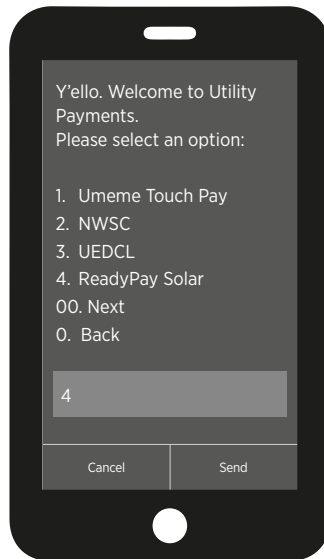 Y’ello. Welcome to Utility
Payments.
Please select an option:
1. Umeme Touch Pay
2. NWSC
3. UEDCL
4. ReadyPay Solar
00. Next
0. Back
4
Cancel Send